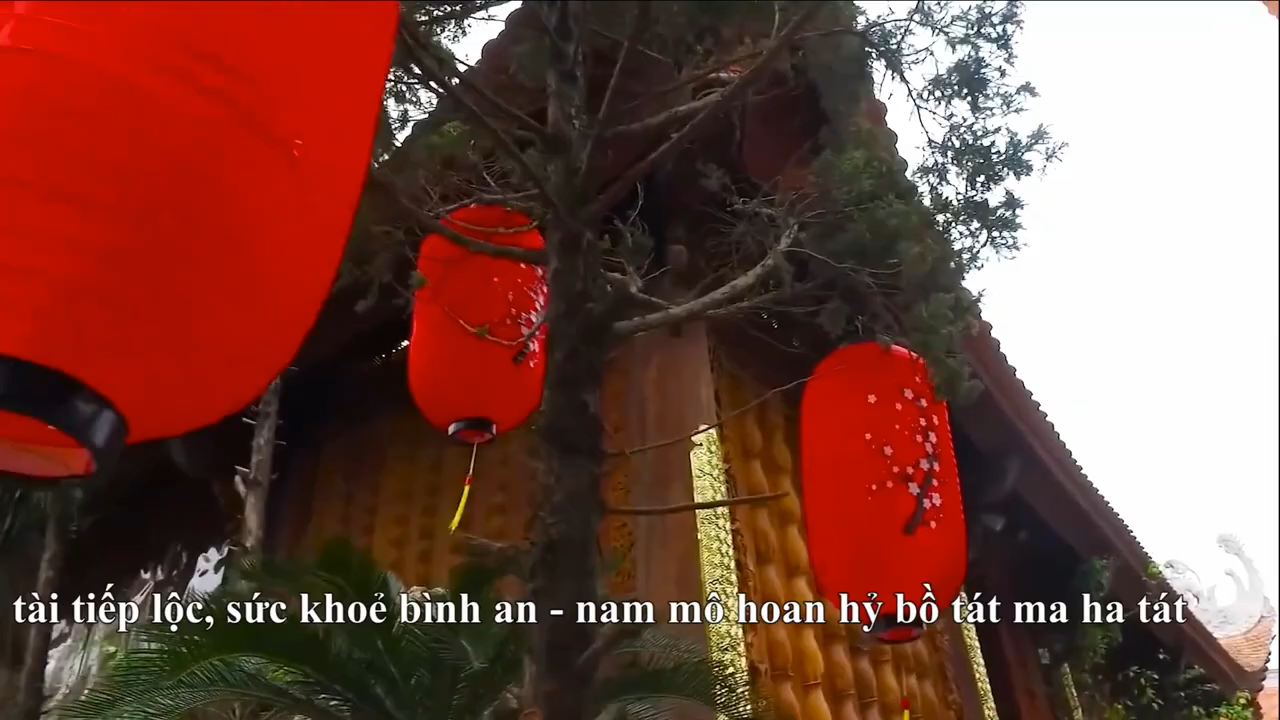 tài tiếp lộc, sức khoẻ bình an - nam mô hoan hỷ bồ tát ma ha tát